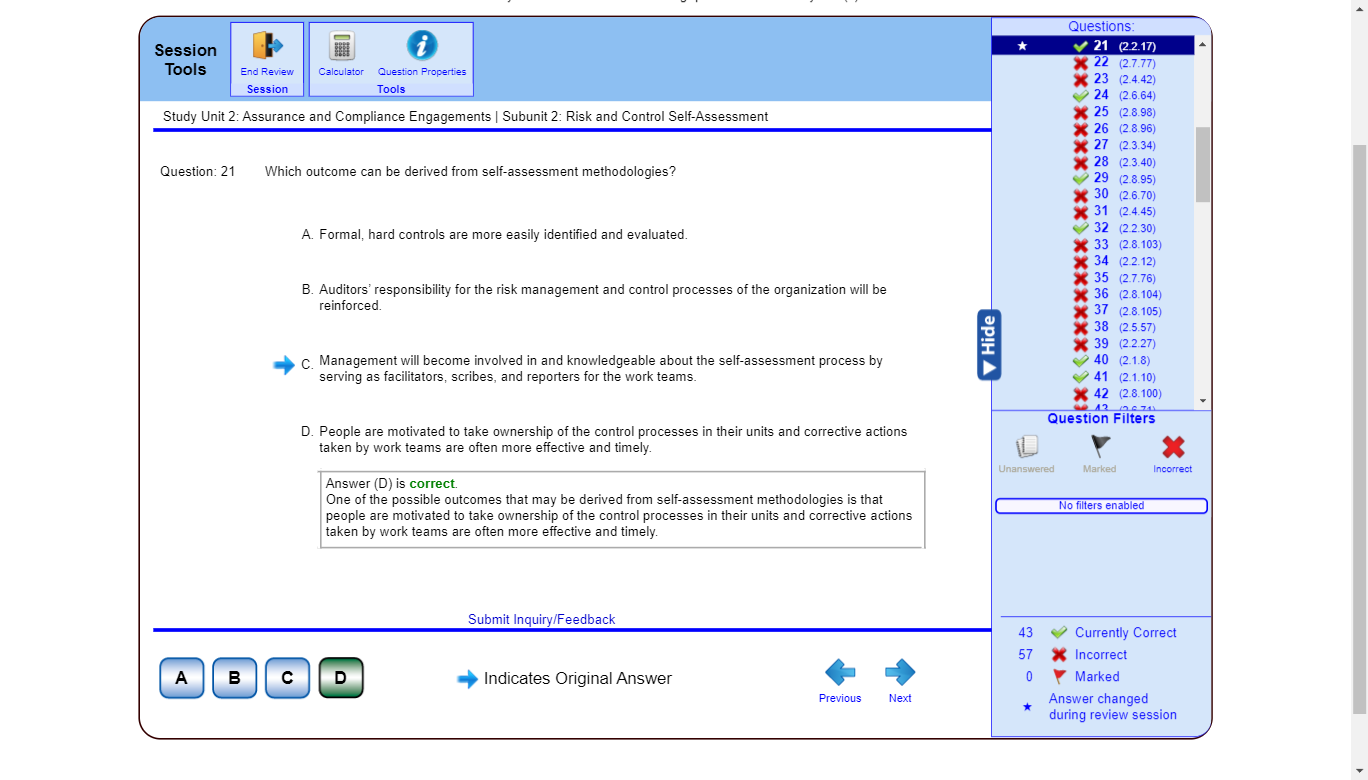 Session
Tools
End Review
Session
Calculator
Question Properties
Tools
Study Unit 2: Assurance and Compliance Engagements | Subunit 2: Risk and Control Self-Assessment
Question: 21
Which outcome can be derived from self-assessment methodologies?
A. Formal, hard controls are more easily identified and evaluated.
B. Auditors' responsibility for the risk management and control processes of the organization will be
reinforced.
C. Management will become involved in and knowledgeable about the self-assessment process by
serving as facilitators, scribes, and reporters for the work teams.
D. People are motivated to take ownership of the control processes in their units and corrective actions
taken by work teams are often more effective and timely.
Answer (D) is correct.
One of the possible outcomes that may be derived from self-assessment methodologies is that
people are motivated to take ownership of the control processes in their units and corrective actions
taken by work teams are often more effective and timely.
Submit Inquiry/Feedback
A
B
C
D
Indicates Original Answer
Previous
Next
Hide
Questions:
21 (2.2.17)
22 (2.7.77)
23 (2.4.42)
24 (2.6.64)
25 (2.8.98)
26 (2.8.96)
27 (2.3.34)
28 (2.3.40)
29 (2.8.95)
30 (2.6.70)
31 (2.4.45)
32 (2.2.30)
33 (2.8.103)
34 (2.2.12)
35 (2.7.76)
36 (2.8.104)
37 (2.8.105)
38 (2.5.57)
39 (2.2.27)
40 (2.1.8)
41 (2.1.10)
42 (2.8.100)
43 (2.6.71)
Question Filters
Unanswered
Marked
Incorrect
No filters enabled
43 Currently Correct
57 Incorrect
0 Marked
Answer changed
during review session